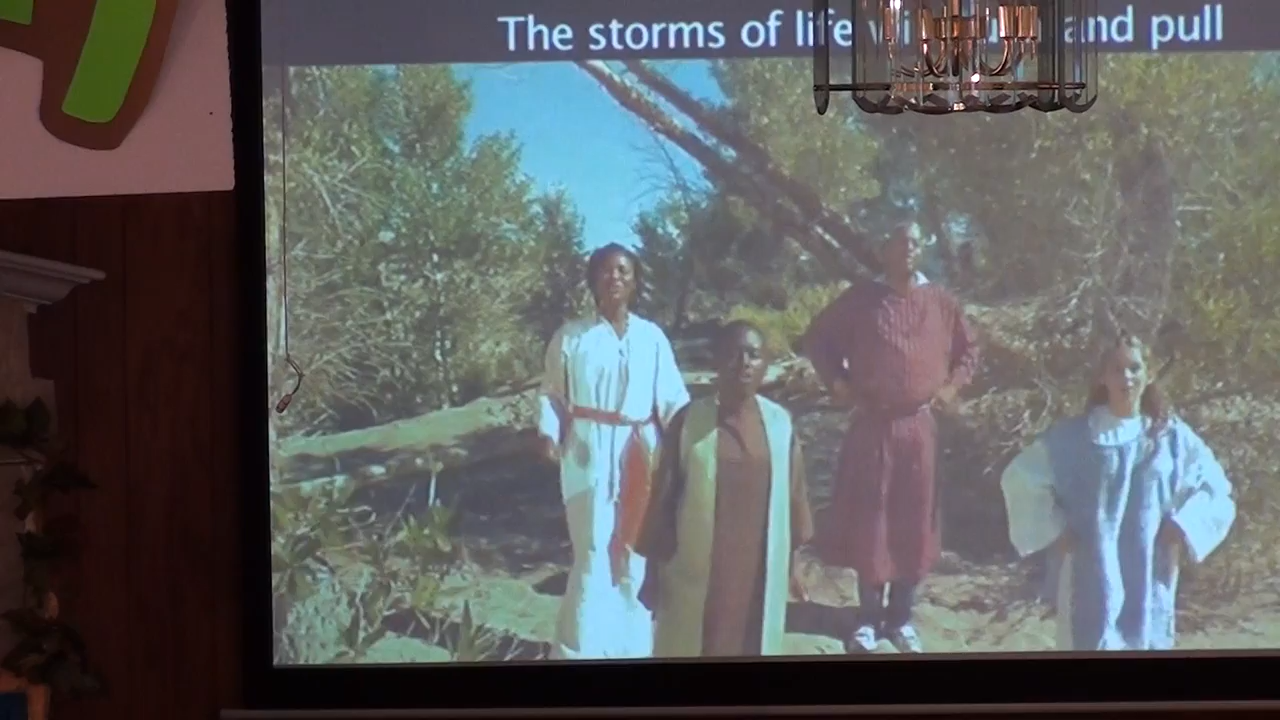 The storms of life and pull